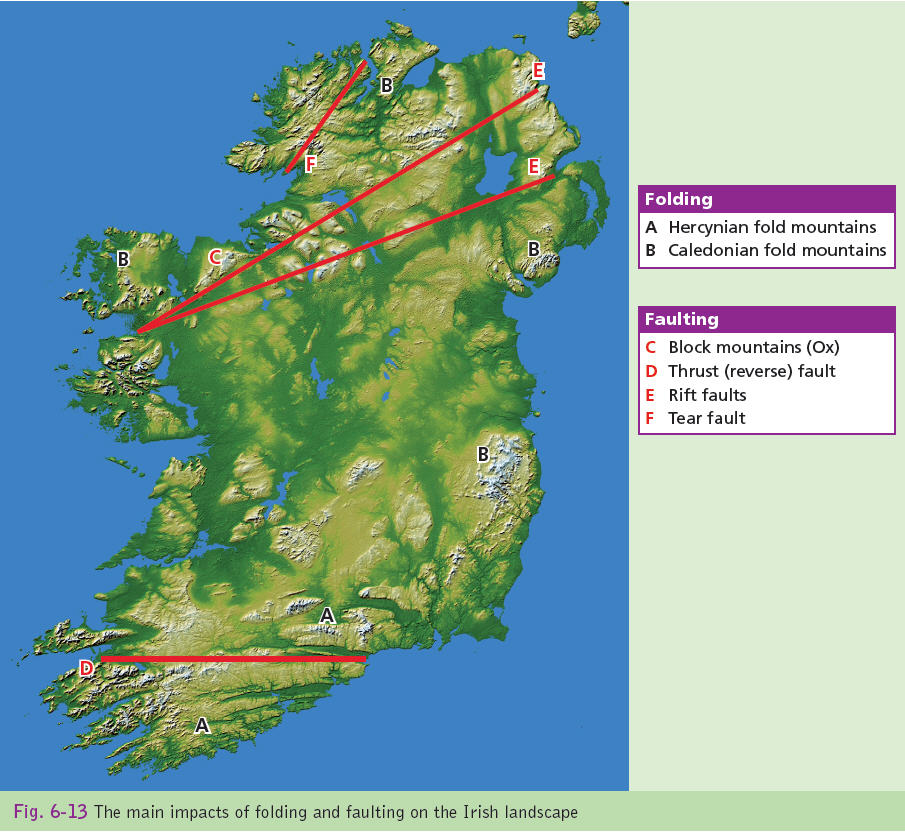 E
B
F
E
B
C
B
B
A
D
A
Folding
A Hercynian fold mountains
B Caledonian fold mountains
Faulting
C Block mountains (Ox)
D Thrust (reverse) fault
E Rift faults
F Tear fault
Fig. 6-13 The main impacts of folding and faulting on the Irish landscape